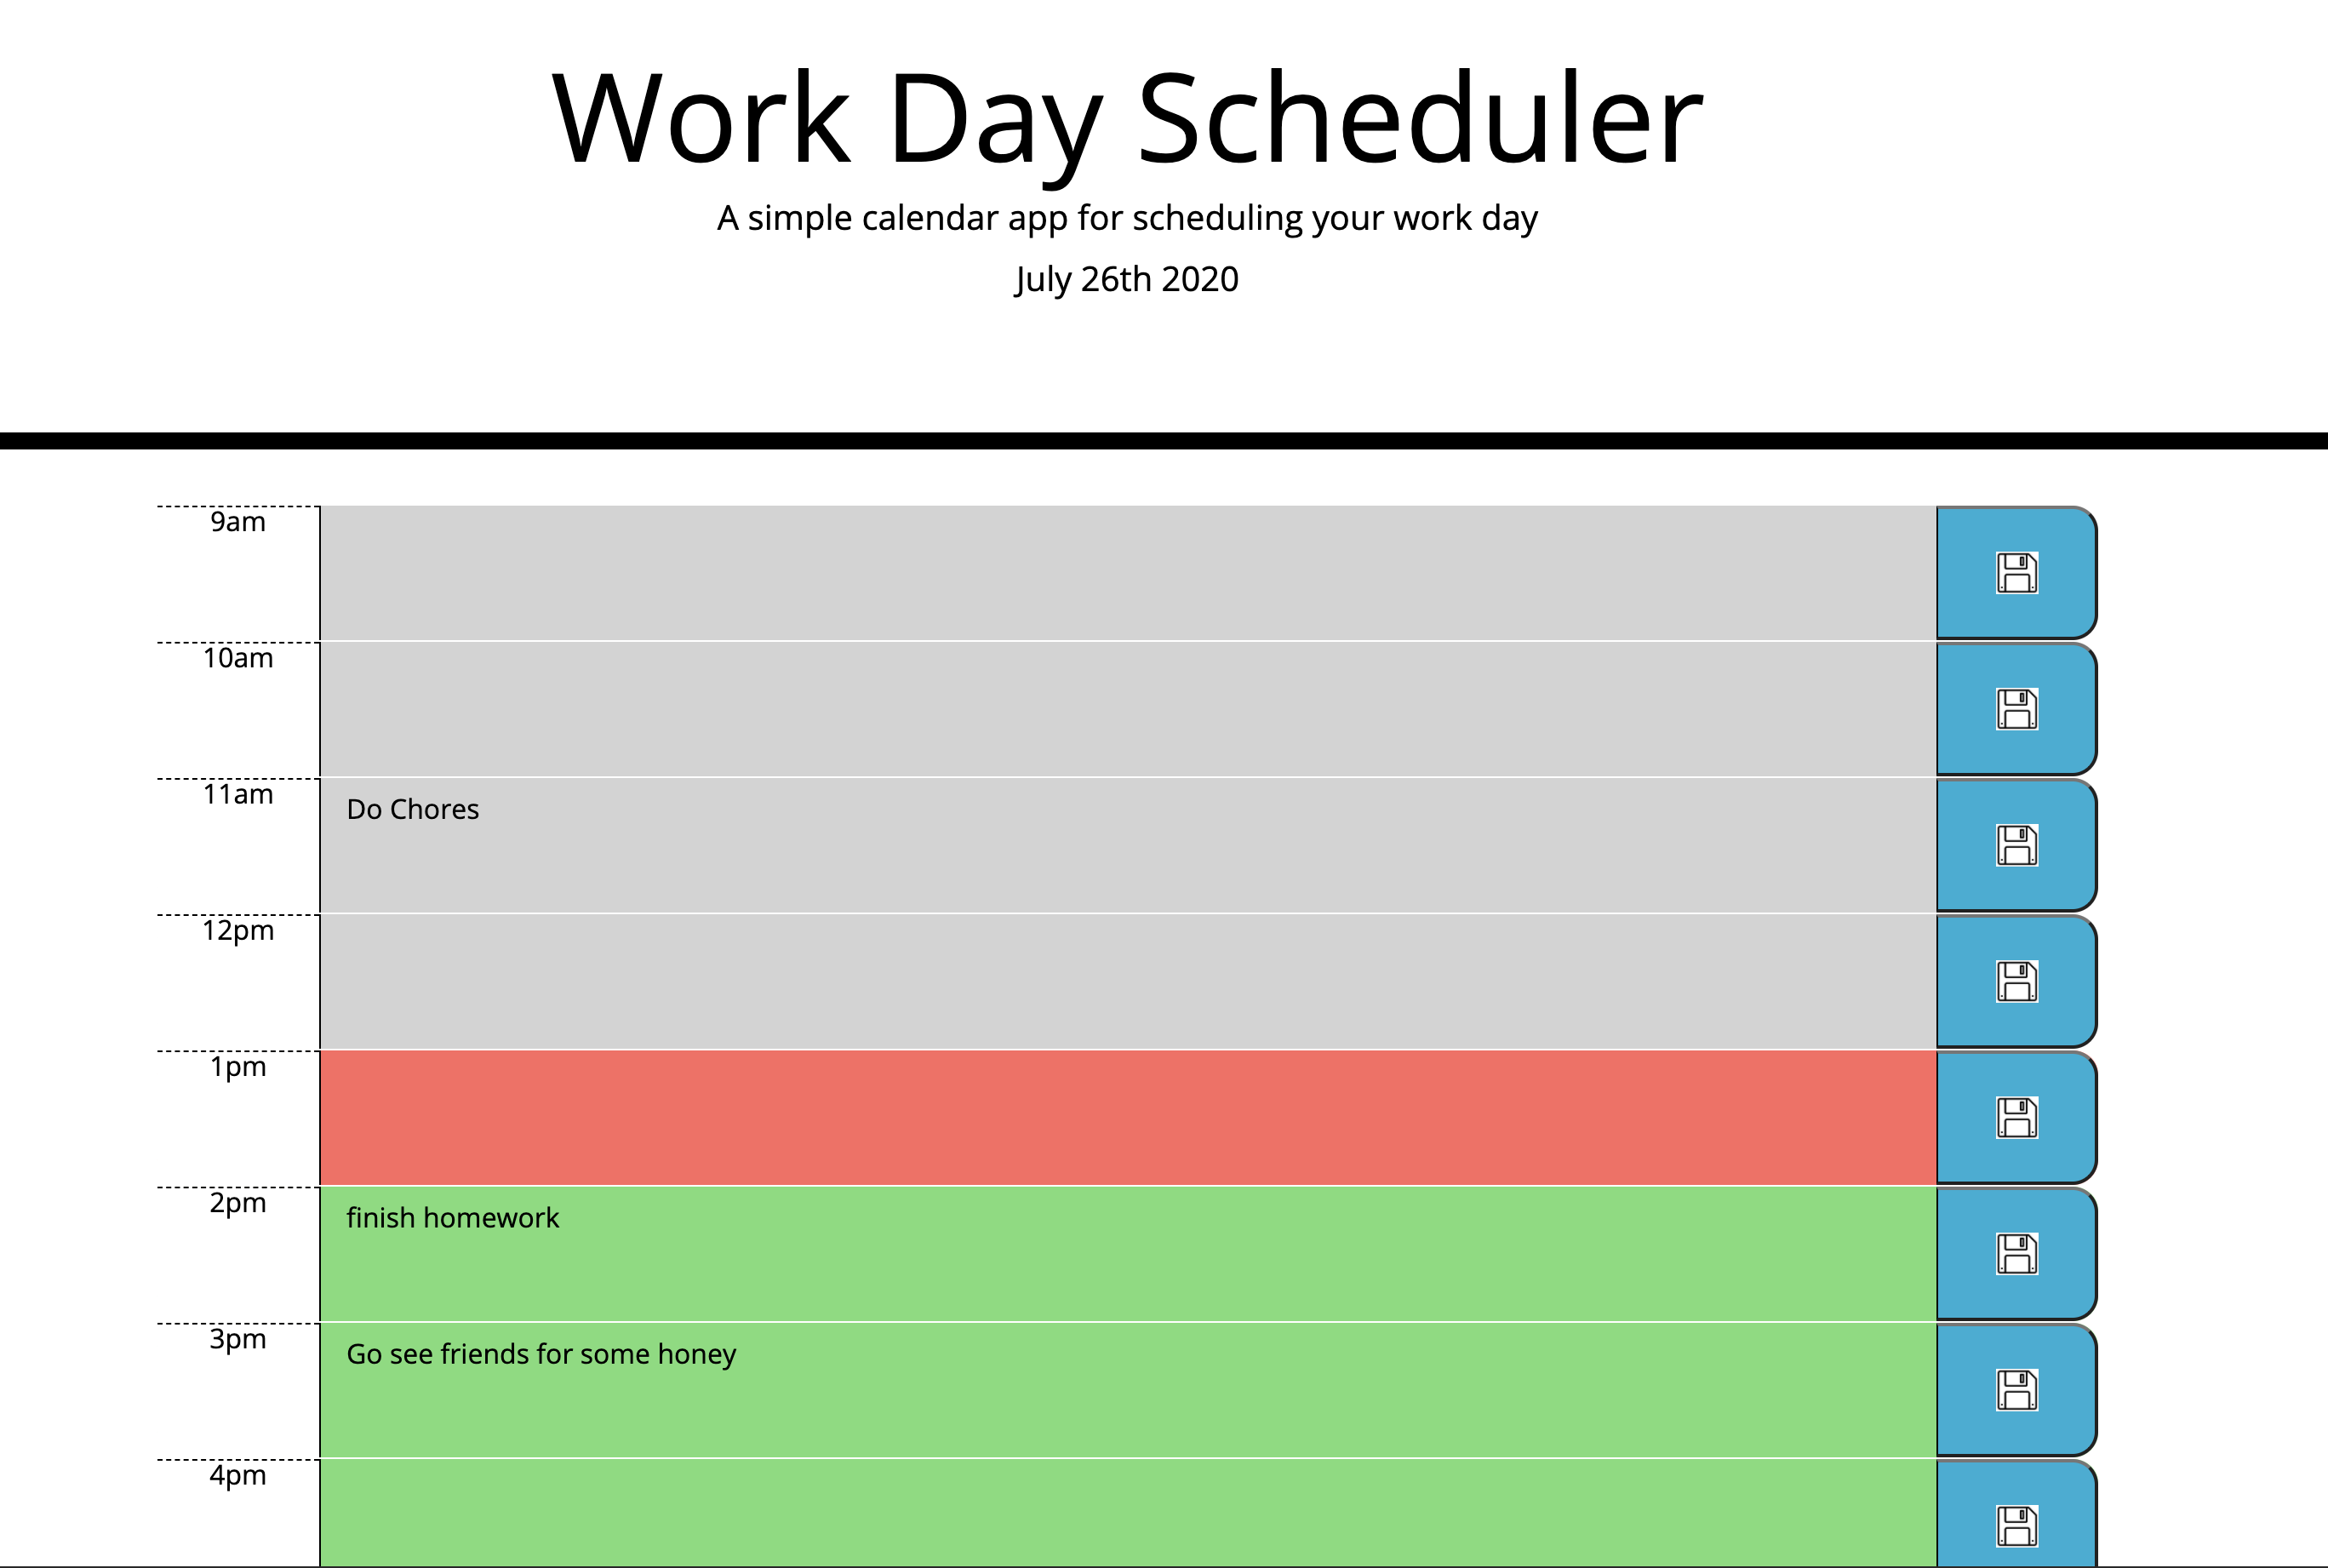 Work Day Scheduler
A simple calendar app for scheduling your work day
July 26th 2020
9am
10am
11am
Do Chores
12pm
1pm
2pm
finish homework
3pm
Go see friends for some honey
4pm